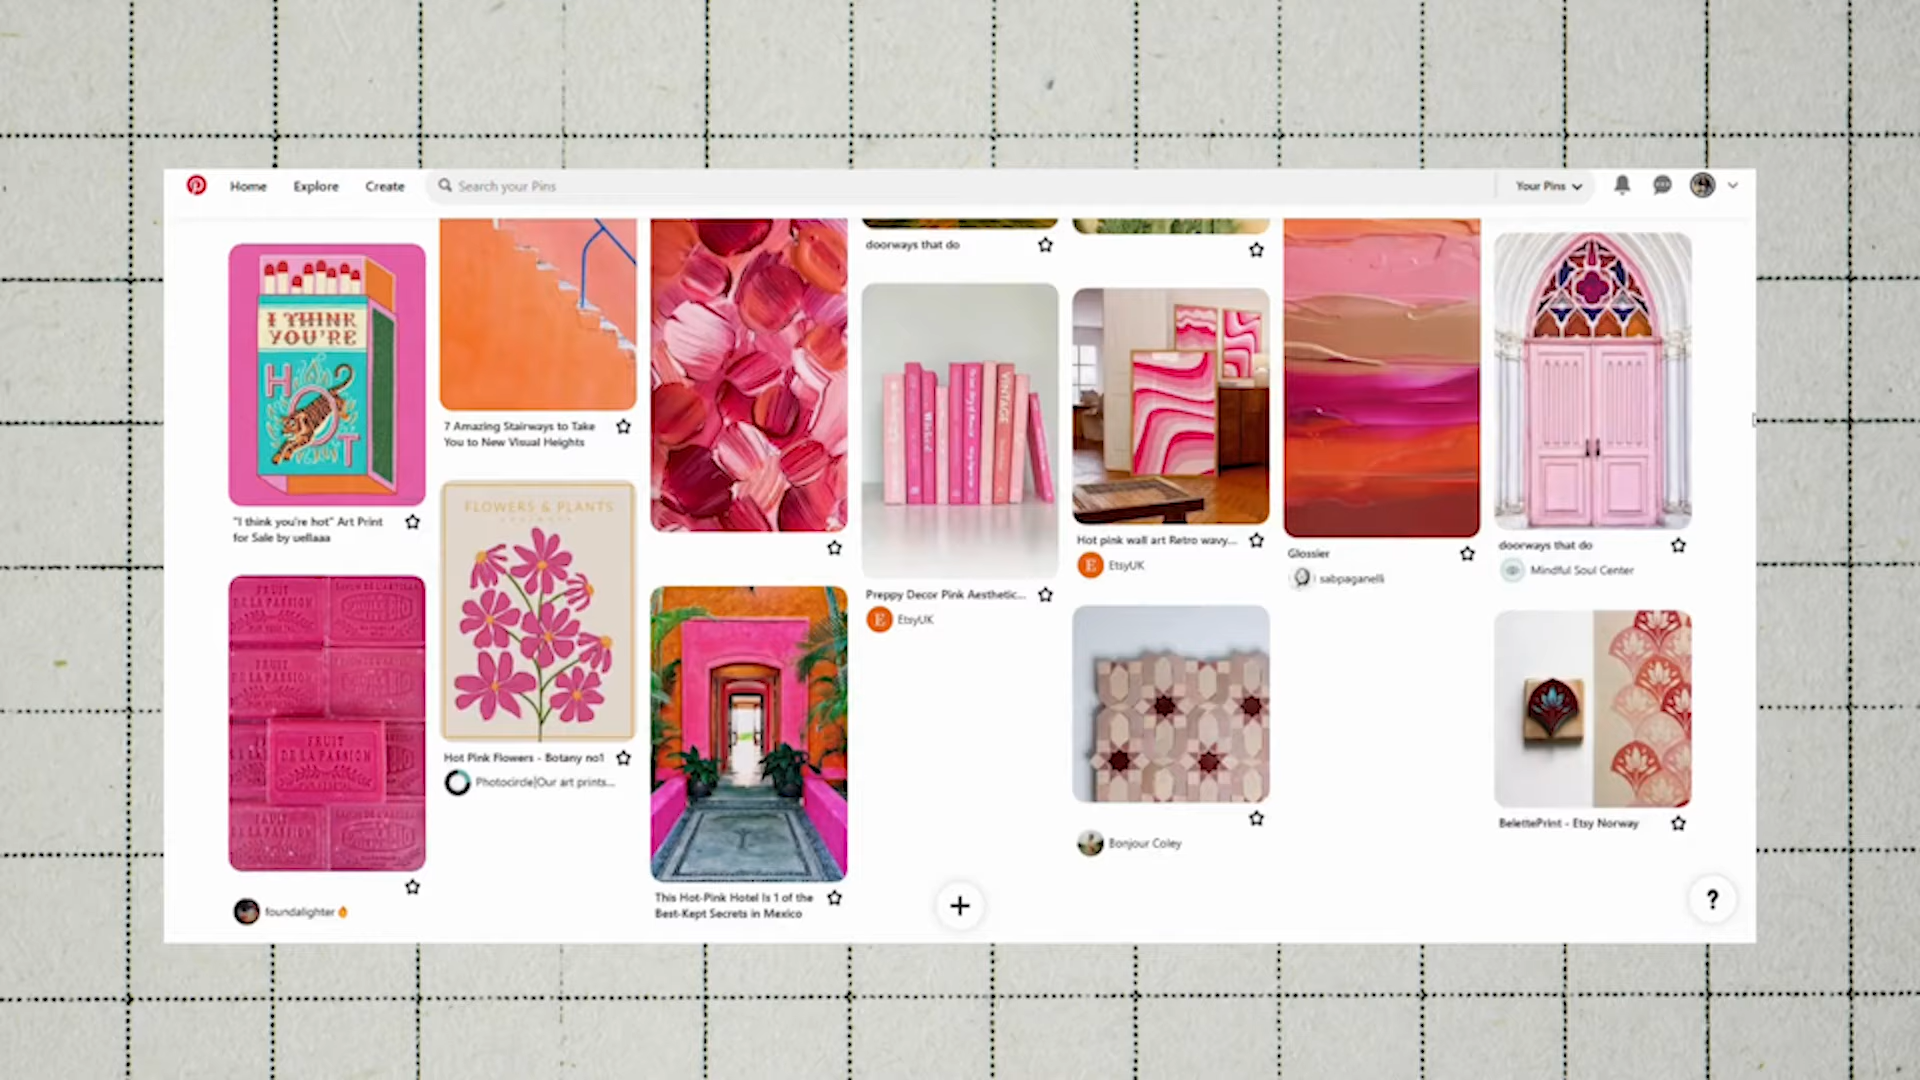 Home
Explore
Create
Search your Pins
Your Pins
I THINK
YOU'RE
HOT
"I think you're hot" Art Print
for Sale by uellaaa
FRUIT
DE LA PASSION
foundalighter
7 Amazing Stairways to Take
You to New Visual Heights
FLOWERS & PLANTS
Hot Pink Flowers - Botany no1
Photocircle|Our art prints...
This Hot-Pink Hotel Is 1 of the
Best-Kept Secrets in Mexico
doorways that do
VINTAGE
Preppy Decor Pink Aesthetic...
E
EtsyUK
Hot pink wall art Retro wavy...
E
EtsyUK
Bonjour Coley
Glossier
sabpaganelli
doorways that do
Mindful Soul Center
BelettePrint - Etsy Norway
+
?